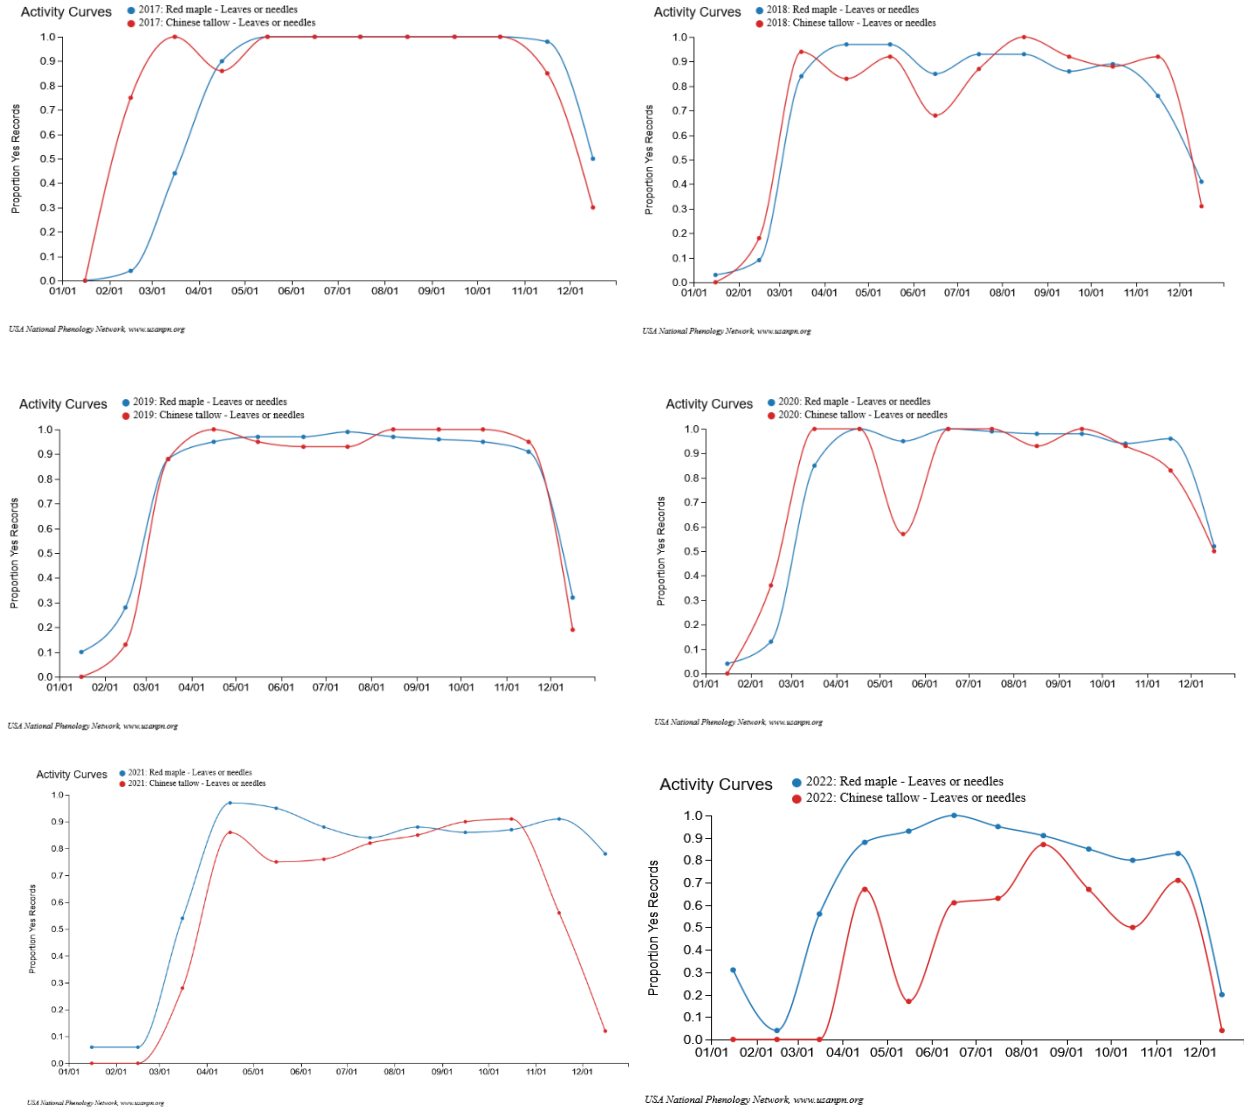 Activity Curves
2017: Red maple - Leaves or needles
2017: Chinese tallow - Leaves or needles
1.0
0.9
0.8
0.7
0.6
0.5
0.4
0.3
0.2
0.1
0.0
Proportion Yes Records
01/01 02/01 03/01 04/01 05/01 06/01 07/01 08/01 09/01 10/01 11/01 12/01
USA National Phenology Network, www.usanpn.org
Activity Curves
2018: Red maple - Leaves or needles
2018: Chinese tallow - Leaves or needles
1.0
0.9
0.8
0.7
0.6
0.5
0.4
0.3
0.2
0.1
0.0
Proportion Yes Records
01/01 02/01 03/01 04/01 05/01 06/01 07/01 08/01 09/01 10/01 11/01 12/01
USA National Phenology Network, www.usanpn.org
Activity Curves
2019: Red maple - Leaves or needles
2019: Chinese tallow - Leaves or needles
1.0
0.9
0.8
0.7
0.6
0.5
0.4
0.3
0.2
0.1
0.0
Proportion Yes Records
01/01 02/01 03/01 04/01 05/01 06/01 07/01 08/01 09/01 10/01 11/01 12/01
USA National Phenology Network, www.usanpn.org
Activity Curves
2020: Red maple - Leaves or needles
2020: Chinese tallow - Leaves or needles
1.0
0.9
0.8
0.7
0.6
0.5
0.4
0.3
0.2
0.1
0.0
Proportion Yes Records
01/01 02/01 03/01 04/01 05/01 06/01 07/01 08/01 09/01 10/01 11/01 12/01
USA National Phenology Network, www.usanpn.org
Activity Curves
2021: Red maple - Leaves or needles
2021: Chinese tallow - Leaves or needles
1.0
0.9
0.8
0.7
0.6
0.5
0.4
0.3
0.2
0.1
0.0
Proportion Yes Records
01/01 02/01 03/01 04/01 05/01 06/01 07/01 08/01 09/01 10/01 11/01 12/01
USA National Phenology Network, www.usanpn.org
Activity Curves
2022: Red maple - Leaves or needles
2022: Chinese tallow - Leaves or needles
1.0
0.9
0.8
0.7
0.6
0.5
0.4
0.3
0.2
0.1
0.0
Proportion Yes Records
01/01 02/01 03/01 04/01 05/01 06/01 07/01 08/01 09/01 10/01 11/01 12/01
USA National Phenology Network, www.usanpn.org